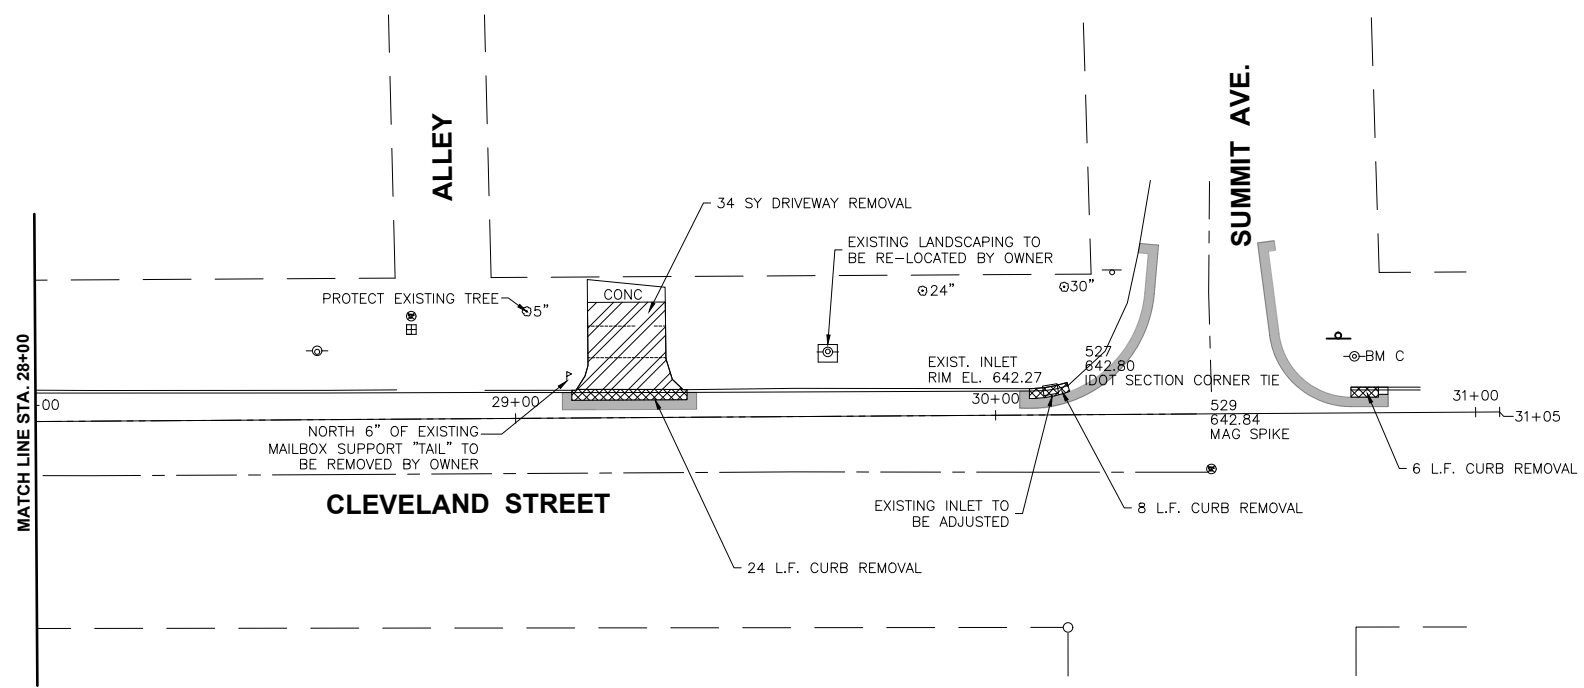 ALLEY
SUMMIT AVE.
34 SY DRIVEWAY REMOVAL
EXISTING LANDSCAPING TO
BE RE-LOCATED BY OWNER
PROTECT EXISTING TREE
5"
CONC
24"
30"
MATCH LINE STA. 28+00
EXIST. INLET
RIM EL. 642.27
527
642.80
IDOT SECTION CORNER TIE
BM C
00
29+00
30+00
31+00
31+05
529
642.84
MAG SPIKE
NORTH 6" OF EXISTING
MAILBOX SUPPORT "TAIL" TO
BE REMOVED BY OWNER
6 L.F. CURB REMOVAL
CLEVELAND STREET
EXISTING INLET TO
BE ADJUSTED
8 L.F. CURB REMOVAL
24 L.F. CURB REMOVAL